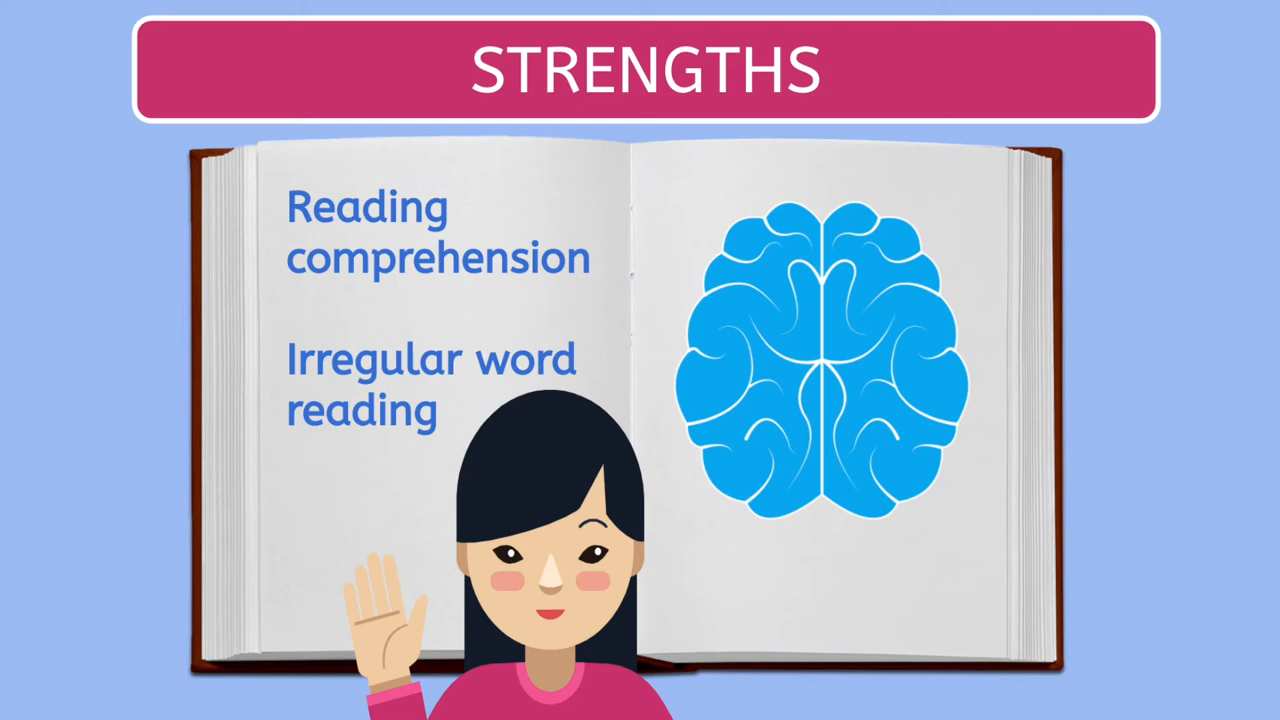 STRENGTHS
Reading
comprehension
Irregular word
reading